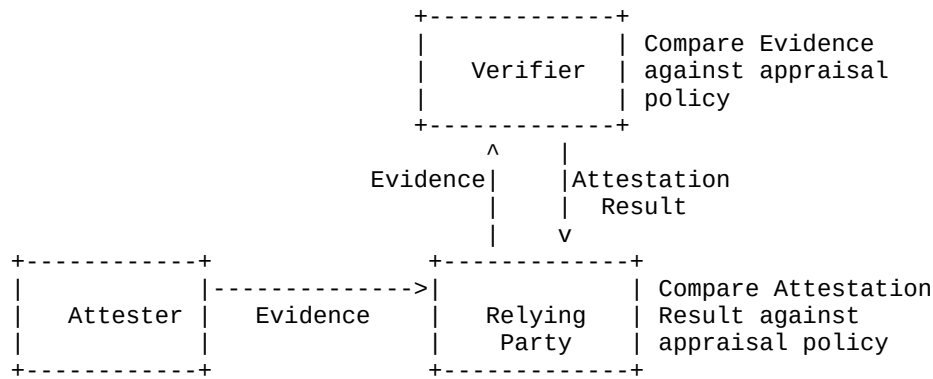 Compare Evidence
Verifier against appraisal
policy
Evidence Attestation
Result
Compare Attestation
Attester Evidence Relying Result against
Party appraisal policy